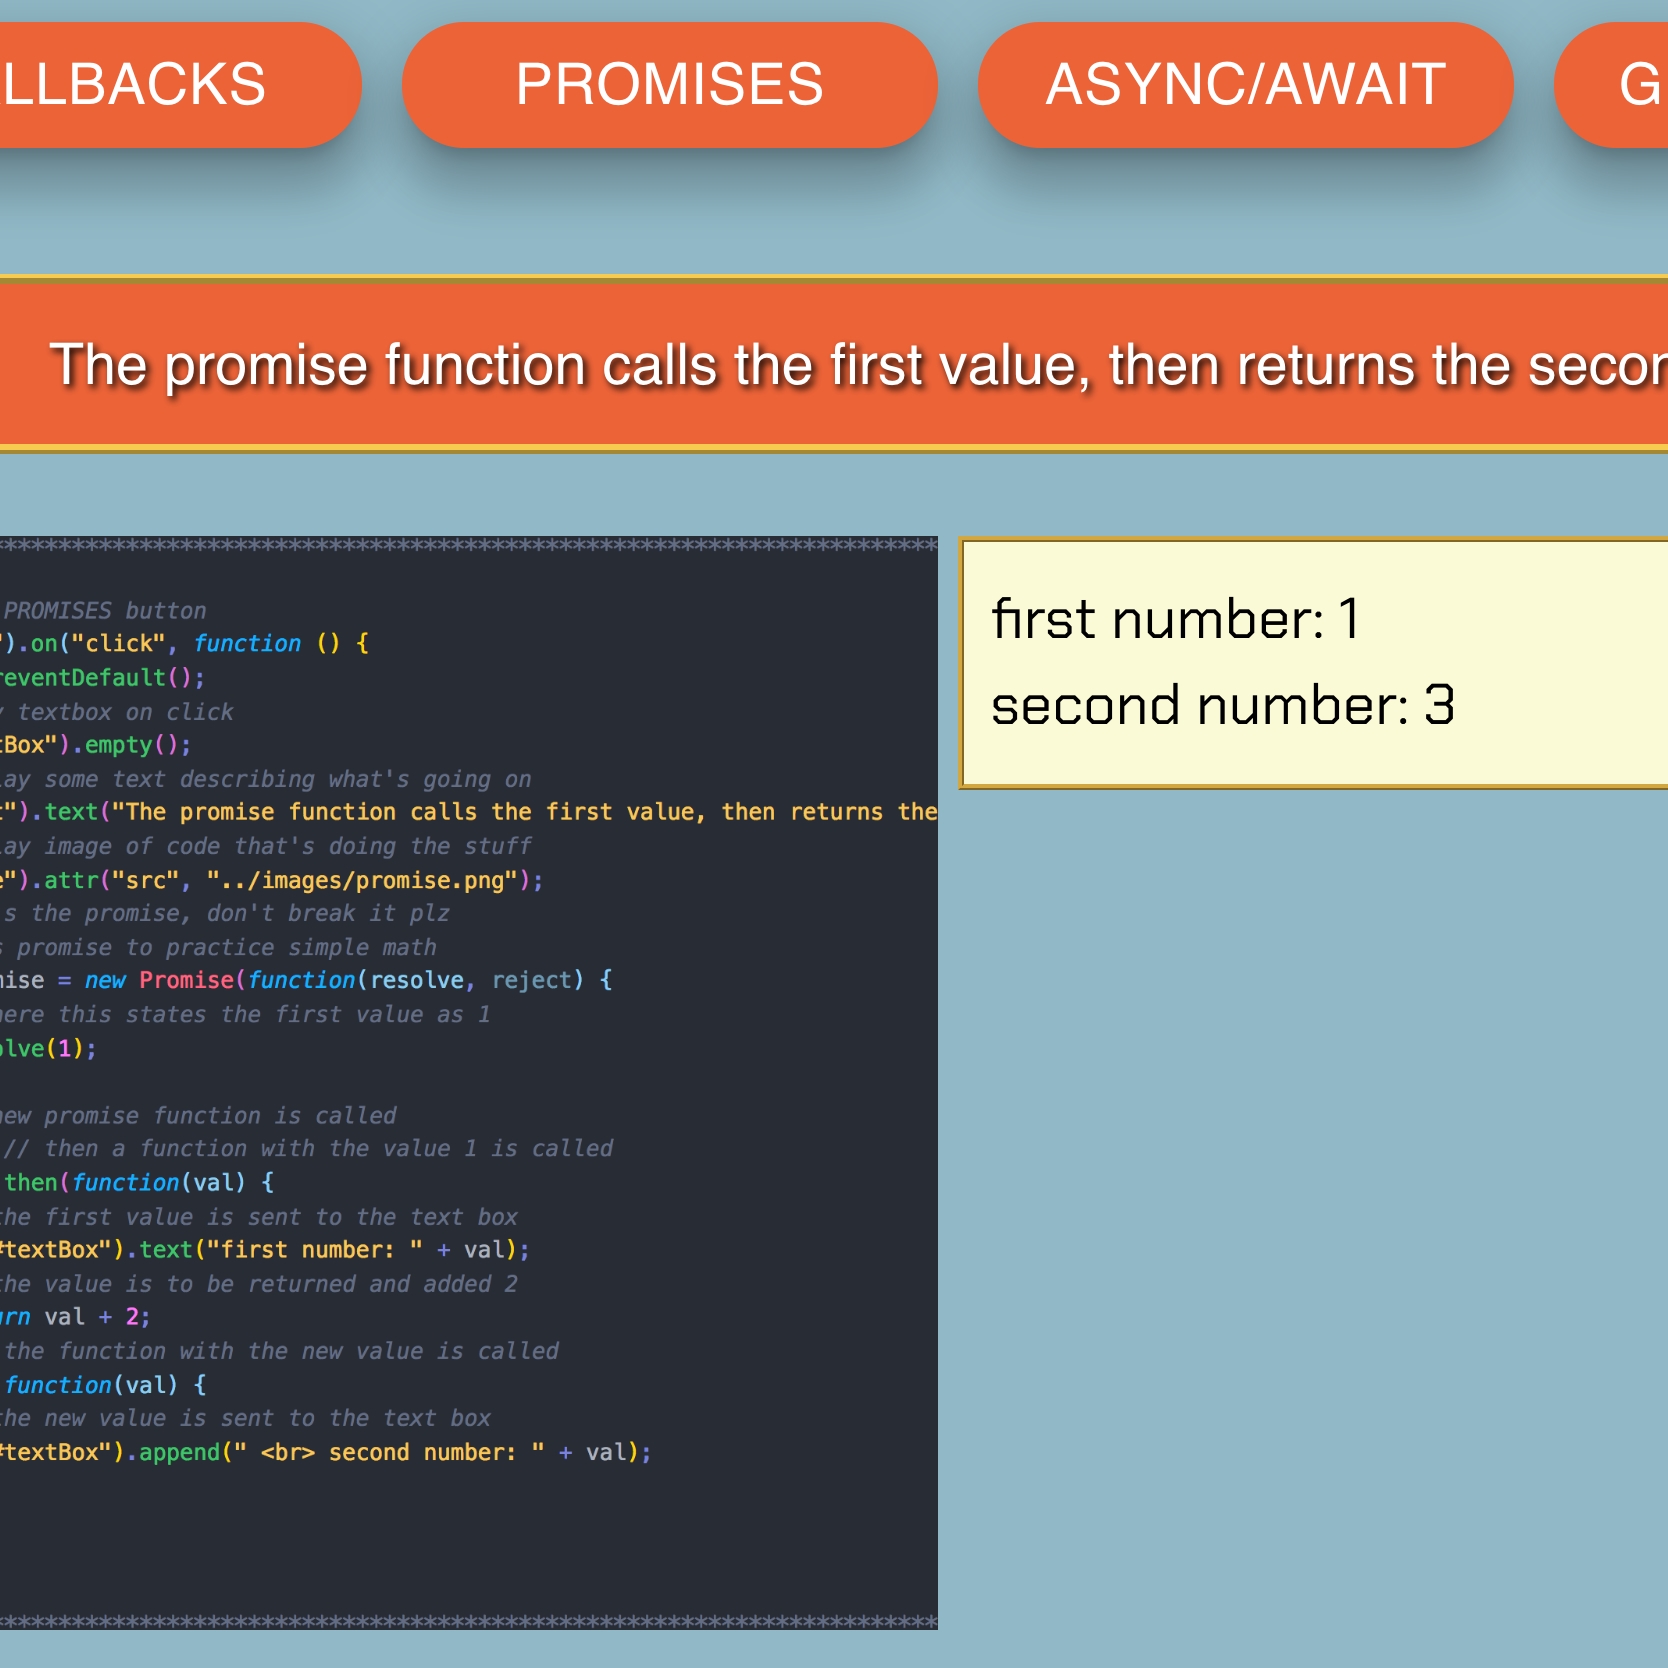 LLBACKS
PROMISES
ASYNC/AWAIT
G
The promise function calls the first value, then returns the secon
************************************************************************
PROMISES button
").on("click", function () {
reventDefault();
y textbox on click
tBox").empty();
lay some text describing what's going on
t").text("The promise function calls the first value, then returns the
lay image of code that's doing the stuff
e").attr("src", "../images/promise.png");
s the promise, don't break it plz
s promise to practice simple math
mise = new Promise(function(resolve, reject) {
here this states the first value as 1
olve(1);
new promise function is called
// then a function with the value 1 is called
then(function(val) {
the first value is sent to the text box
#textBox").text("first number: " + val);
the value is to be returned and added 2
urn val + 2;
the function with the new value is called
function(val) {
the new value is sent to the text box
#textBox").append(" <br> second number: " + val);
************************************************************************
first number: 1
second number: 3